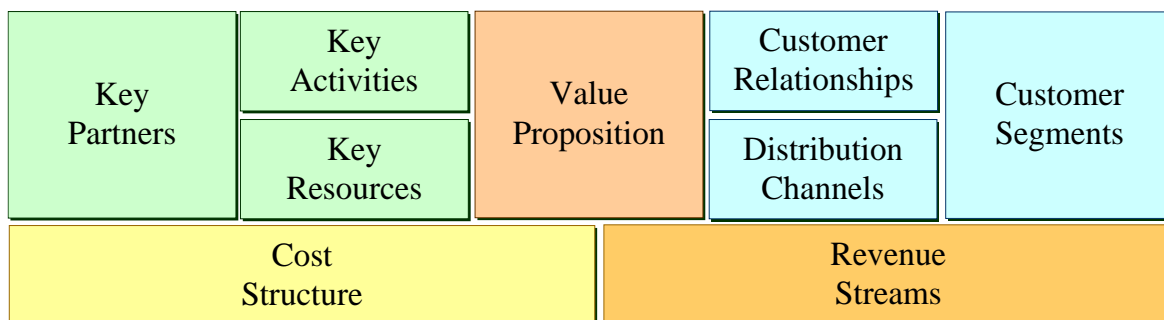 Key
Partners
Key
Activities
Key
Resources
Value
Proposition
Customer
Relationships
Distribution
Channels
Customer
Segments
Cost
Structure
Revenue
Streams